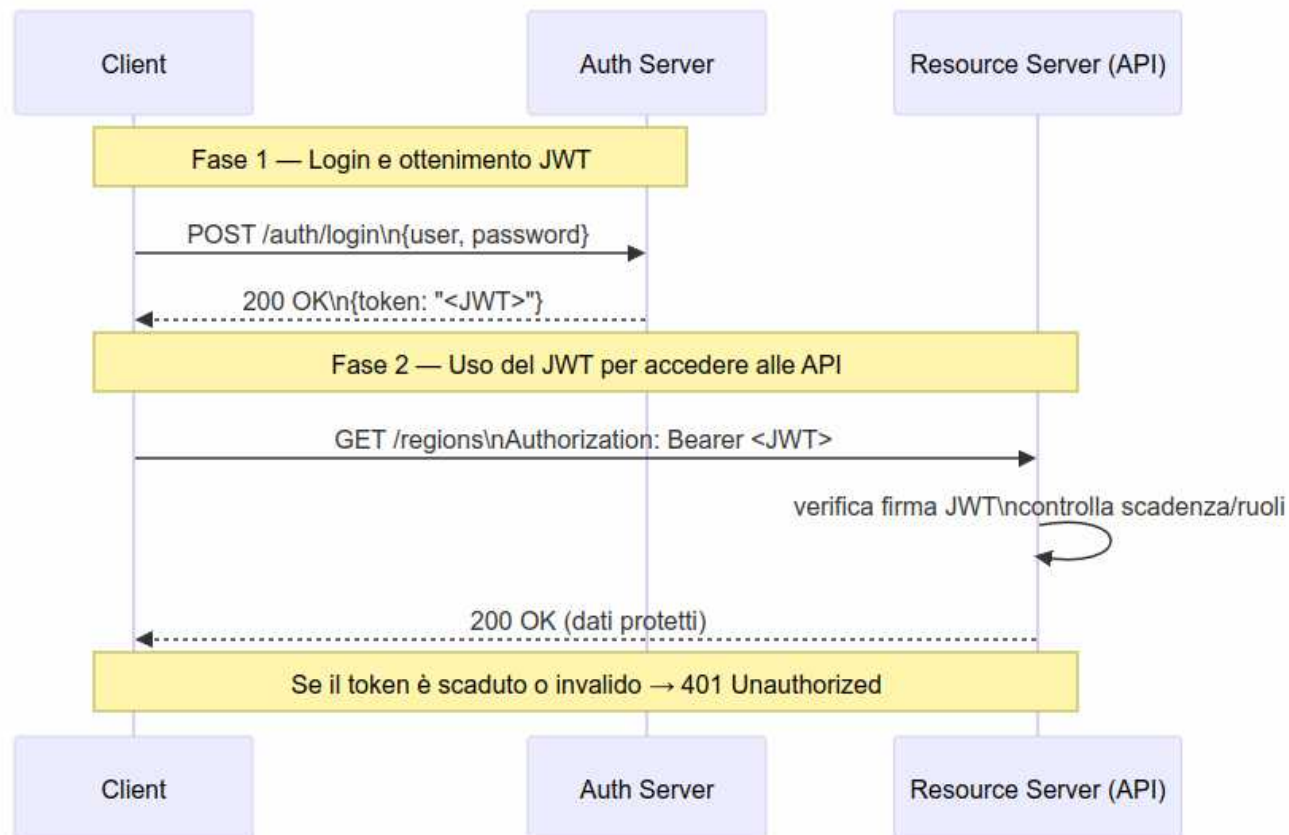 Client Auth Server Resource Server (API)
Fase 1 — Login e ottenimento JWT
POST /auth/login\n{user, password}
200 OK\n{token: "<JWT>"}
Fase 2 — Uso del JWT per accedere alle API
GET /regions\nAuthorization: Bearer <JWT>
verifica firma JWT\ncontrolla scadenza/ruoli
200 OK (dati protetti)
Se il token è scaduto o invalido → 401 Unauthorized
Client Auth Server Resource Server (API)